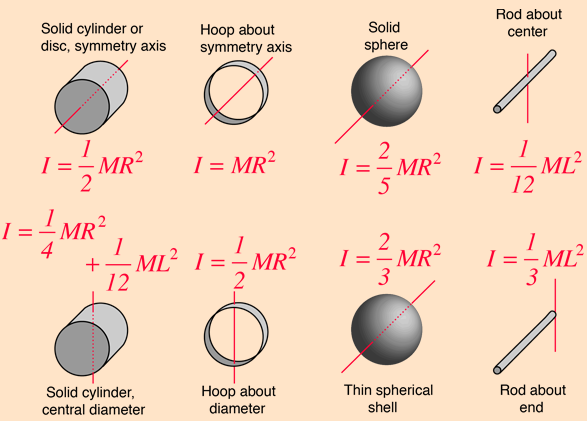 Solid cylinder or
disc, symmetry axis
Hoop about
symmetry axis
Solid
sphere
Rod about
center
I = 1/2 MR²
I = MR²
I = 2/5 MR²
I = 1/12 ML²
I = 1/4 MR²
+ 1/12 ML²
I = 1/2 MR²
I = 2/3 MR²
I = 1/3 ML²
Solid cylinder,
central diameter
Hoop about
diameter
Thin spherical
shell
Rod about
end